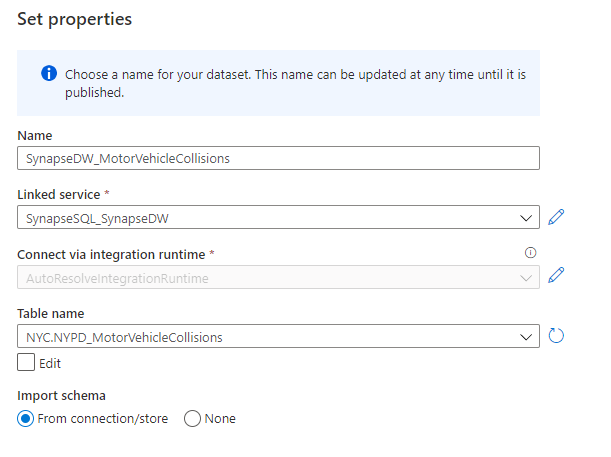 Set properties
Choose a name for your dataset. This name can be updated at any time until it is
published.
Name
SynapseDW_MotorVehicleCollisions
Linked service *
SynapseSQL_SynapseDW
Connect via integration runtime *
AutoResolveIntegrationRuntime
Table name
NYC.NYPD_MotorVehicleCollisions
Edit
Import schema
From connection/store None